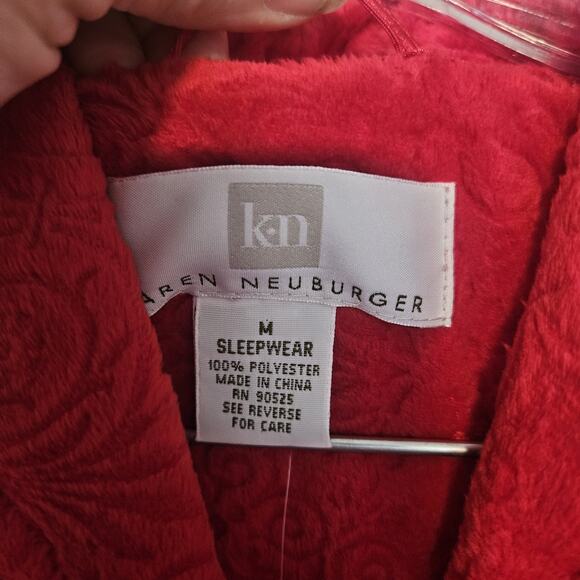 k·n
AREN NEUBURGER
M
SLEEPWEAR
100% POLYESTER
MADE IN CHINA
RN 90525
SEE REVERSE
FOR CARE